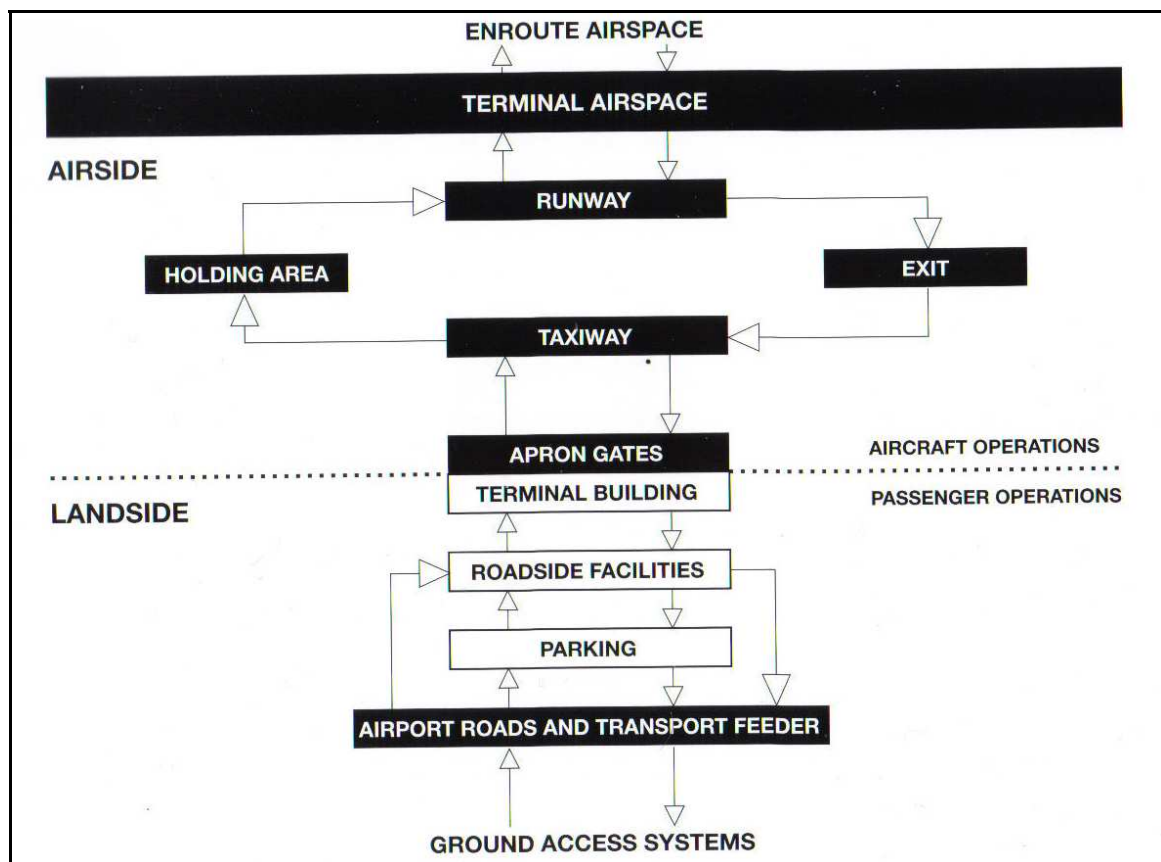 ENROUTE AIRSPACE
TERMINAL AIRSPACE
AIRSIDE
RUNWAY
HOLDING AREA
EXIT
TAXIWAY
APRON GATES
AIRCRAFT OPERATIONS
TERMINAL BUILDING
PASSENGER OPERATIONS
LANDSIDE
ROADSIDE FACILITIES
PARKING
AIRPORT ROADS AND TRANSPORT FEEDER
GROUND ACCESS SYSTEMS